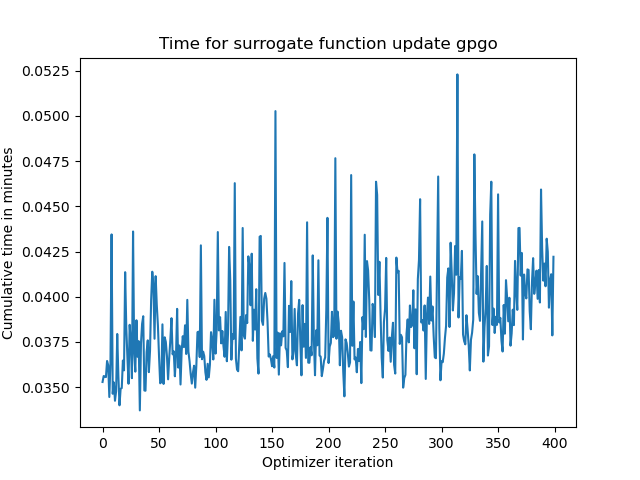 Time for surrogate function update gpgo
0.0525
0.0500
0.0475
0.0450
0.0425
0.0400
0.0375
0.0350
Cumulative time in minutes
0 50 100 150 200 250 300 350 400
Optimizer iteration